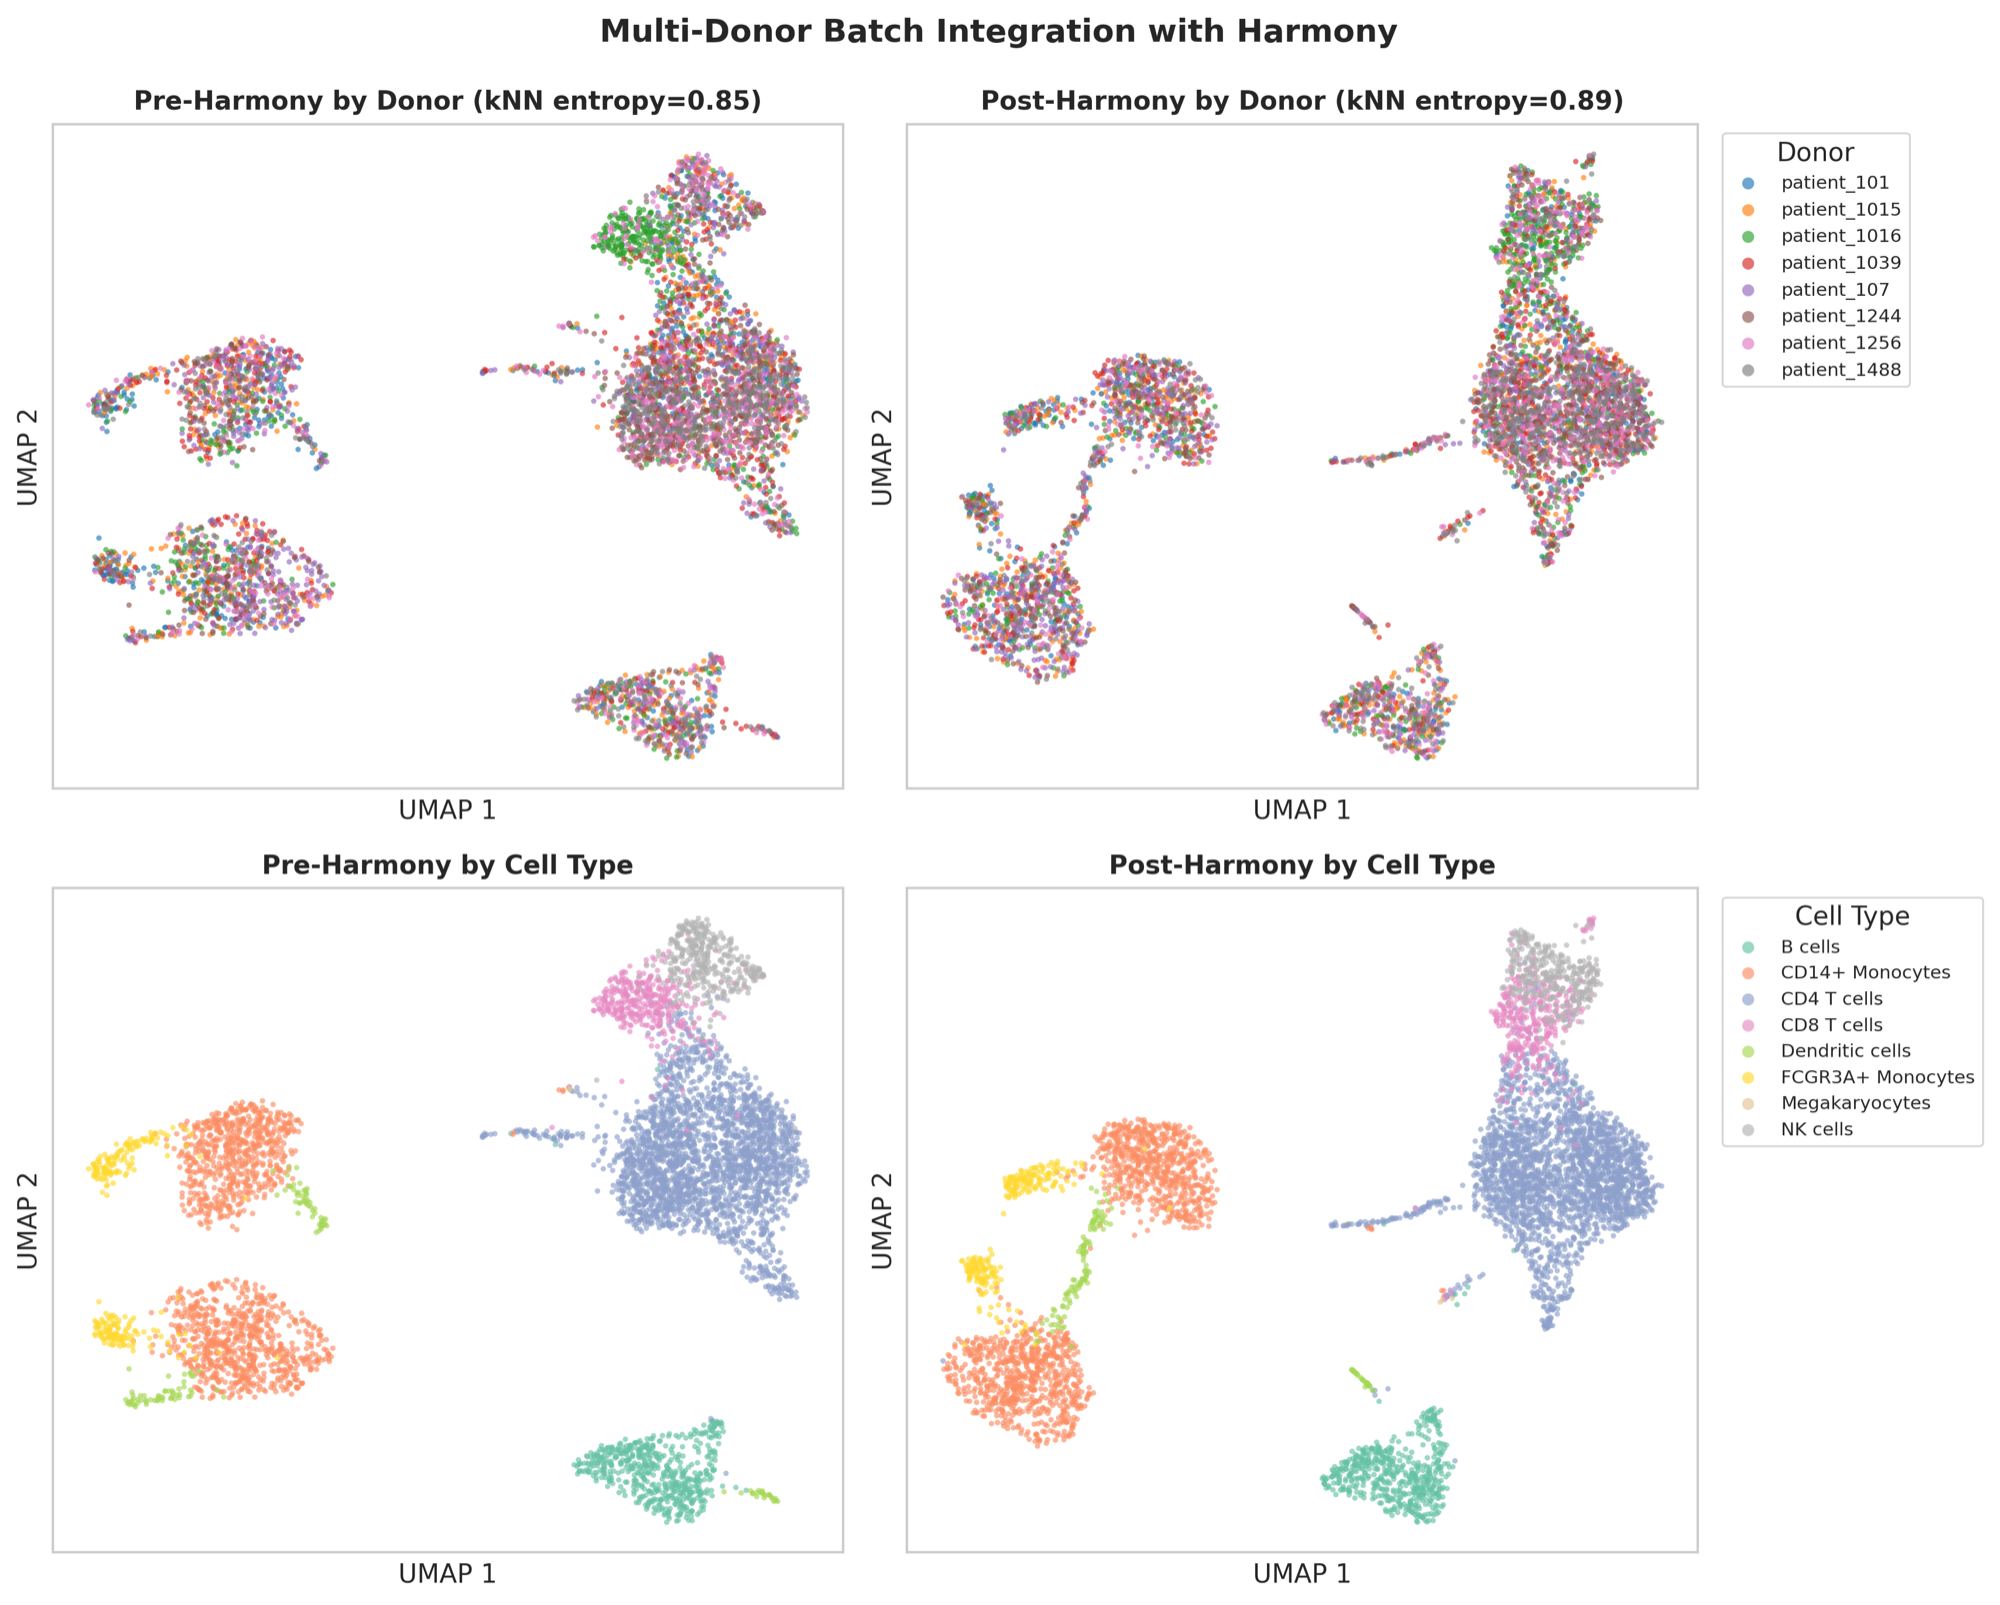 Multi-Donor Batch Integration with Harmony
Pre-Harmony by Donor (kNN entropy=0.85)
UMAP 2
UMAP 1
Post-Harmony by Donor (kNN entropy=0.89)
UMAP 2
UMAP 1
Donor
patient_101
patient_1015
patient_1016
patient_1039
patient_107
patient_1244
patient_1256
patient_1488
Pre-Harmony by Cell Type
UMAP 2
UMAP 1
Post-Harmony by Cell Type
UMAP 2
UMAP 1
Cell Type
B cells
CD14+ Monocytes
CD4 T cells
CD8 T cells
Dendritic cells
FCGR3A+ Monocytes
Megakaryocytes
NK cells